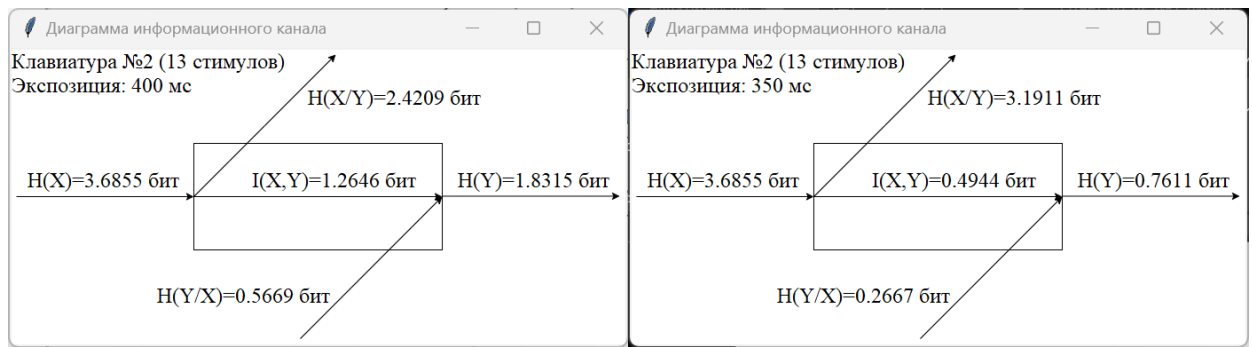 Диаграмма информационного канала
Клавиатура №2 (13 стимулов)
Экспозиция: 400 мс
H(X/Y)=2.4209 бит
H(X)=3.6855 бит
I(X,Y)=1.2646 бит
H(Y)=1.8315 бит
H(Y/X)=0.5669 бит
Диаграмма информационного канала
Клавиатура №2 (13 стимулов)
Экспозиция: 350 мс
H(X/Y)=3.1911 бит
H(X)=3.6855 бит
I(X,Y)=0.4944 бит
H(Y)=0.7611 бит
H(Y/X)=0.2667 бит